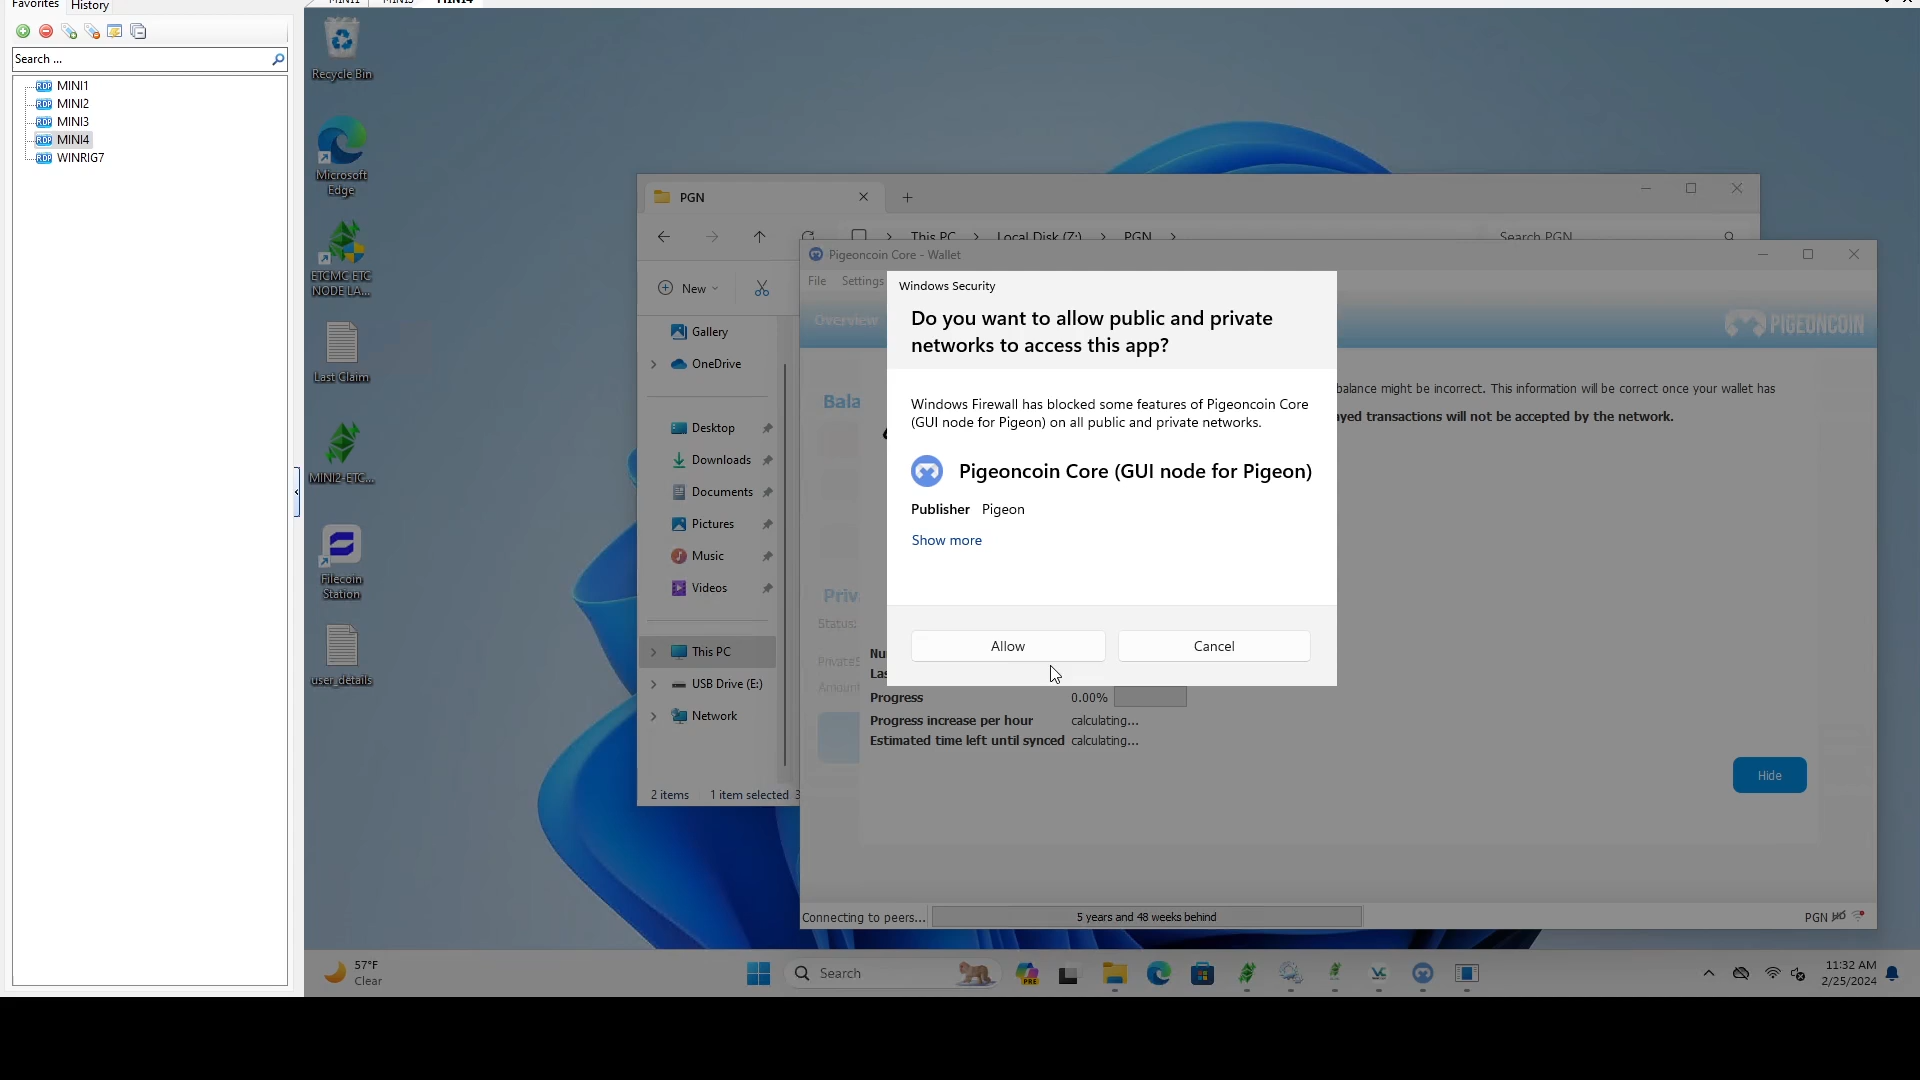 Favorites
History
MINI4
Search ...
MINI1
MINI2
MINI3
MINI4
WINRIG7
Recycle Bin
Microsoft
Edge
ETCMC ETC
NODE LA...
Last Claim
MINI2-ETC...
Filecoin
Station
user_details
PGN
This PC
Local Disk (Z:)
PGN
Search PGN
New
Gallery
OneDrive
Desktop
Downloads
Documents
Pictures
Music
Videos
This PC
USB Drive (E:)
Network
2 items
1 item selected
Pigeoncoin Core - Wallet
File
Settings
Overview
PIGEONCOIN
balance might be incorrect. This information will be correct once your wallet has
ayed transactions will not be accepted by the network.
Bala
Priv
Status:
PrivateS
Amoun
Nu
Las
Progress
0.00%
Progress increase per hour
calculating...
Estimated time left until synced
calculating...
Hide
Connecting to peers...
5 years and 48 weeks behind
PGN
HD
Windows Security
Do you want to allow public and private
networks to access this app?
Windows Firewall has blocked some features of Pigeoncoin Core
(GUI node for Pigeon) on all public and private networks.
Pigeoncoin Core (GUI node for Pigeon)
Publisher
Pigeon
Show more
Allow
Cancel
57°F
Clear
Search
PRE
11:32 AM
2/25/2024